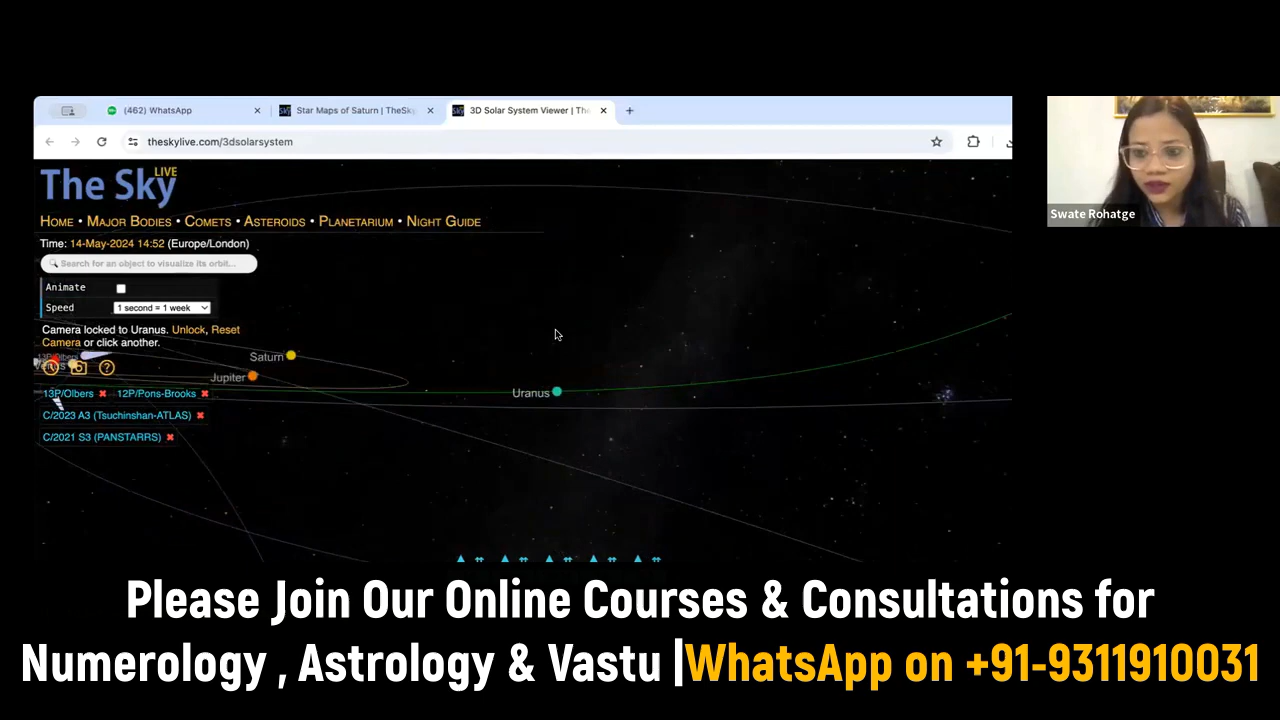 (462) WhatsApp
Star Maps of Saturn | TheSky
3D Solar System Viewer | The
theskylive.com/3dsolarsystem
The Sky LIVE
HOME • MAJOR BODIES • COMETS • ASTEROIDS • PLANETARIUM • NIGHT GUIDE
Time: 14-May-2024 14:52 (Europe/London)
Search for an object to visualize its orbit...
Animate
Speed 1 second = 1 week
Camera locked to Uranus. Unlock, Reset
Camera or click another.
Saturn
Jupiter
Uranus
13P/Olbers
Venus
?
13P/Olbers 12P/Pons-Brooks
C/2023 A3 (Tsuchinshan-ATLAS)
C/2021 S3 (PANSTARRS)
Swate Rohatge
Please Join Our Online Courses & Consultations for
Numerology , Astrology & Vastu |WhatsApp on +91-9311910031